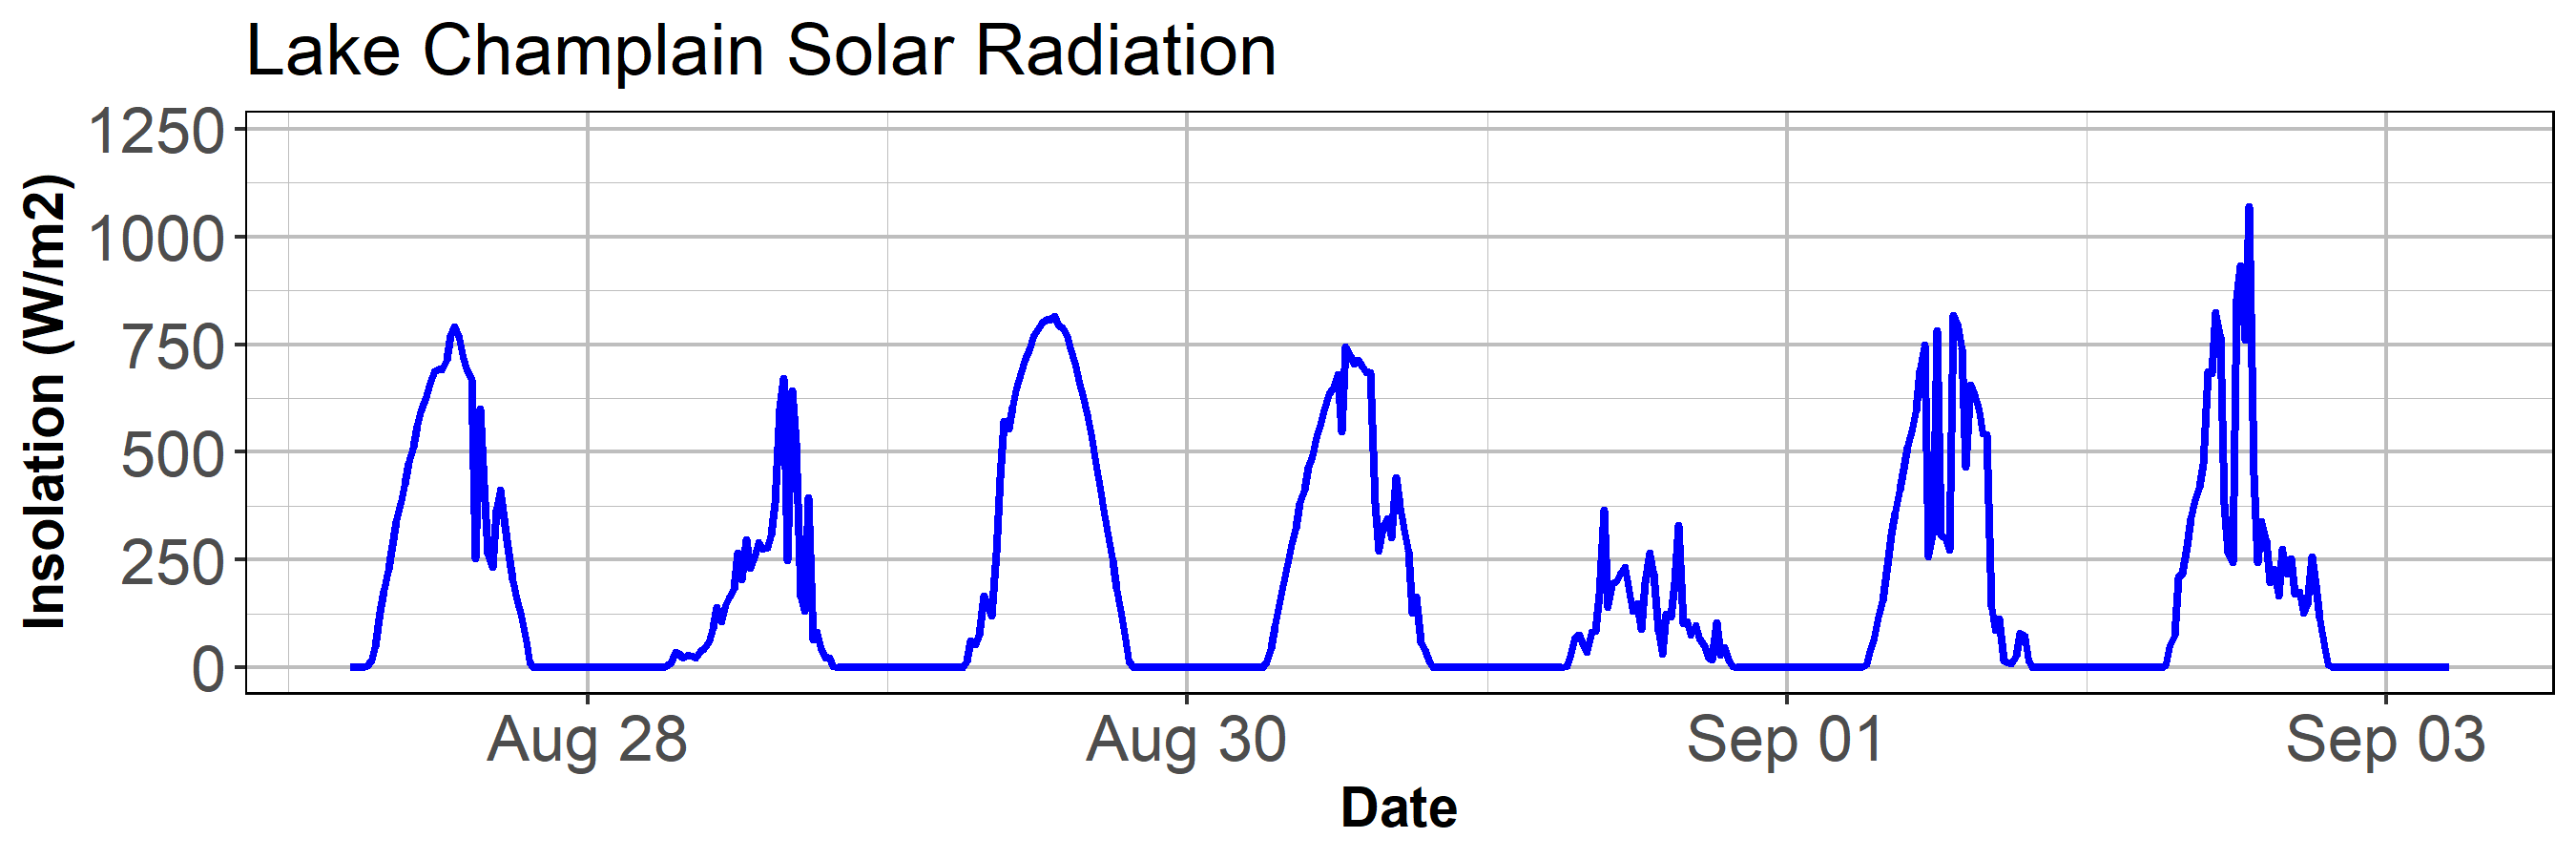 Lake Champlain Solar Radiation
1250
1000
750
500
250
0
Insolation (W/m2)
Aug 28 Aug 30 Sep 01 Sep 03
Date